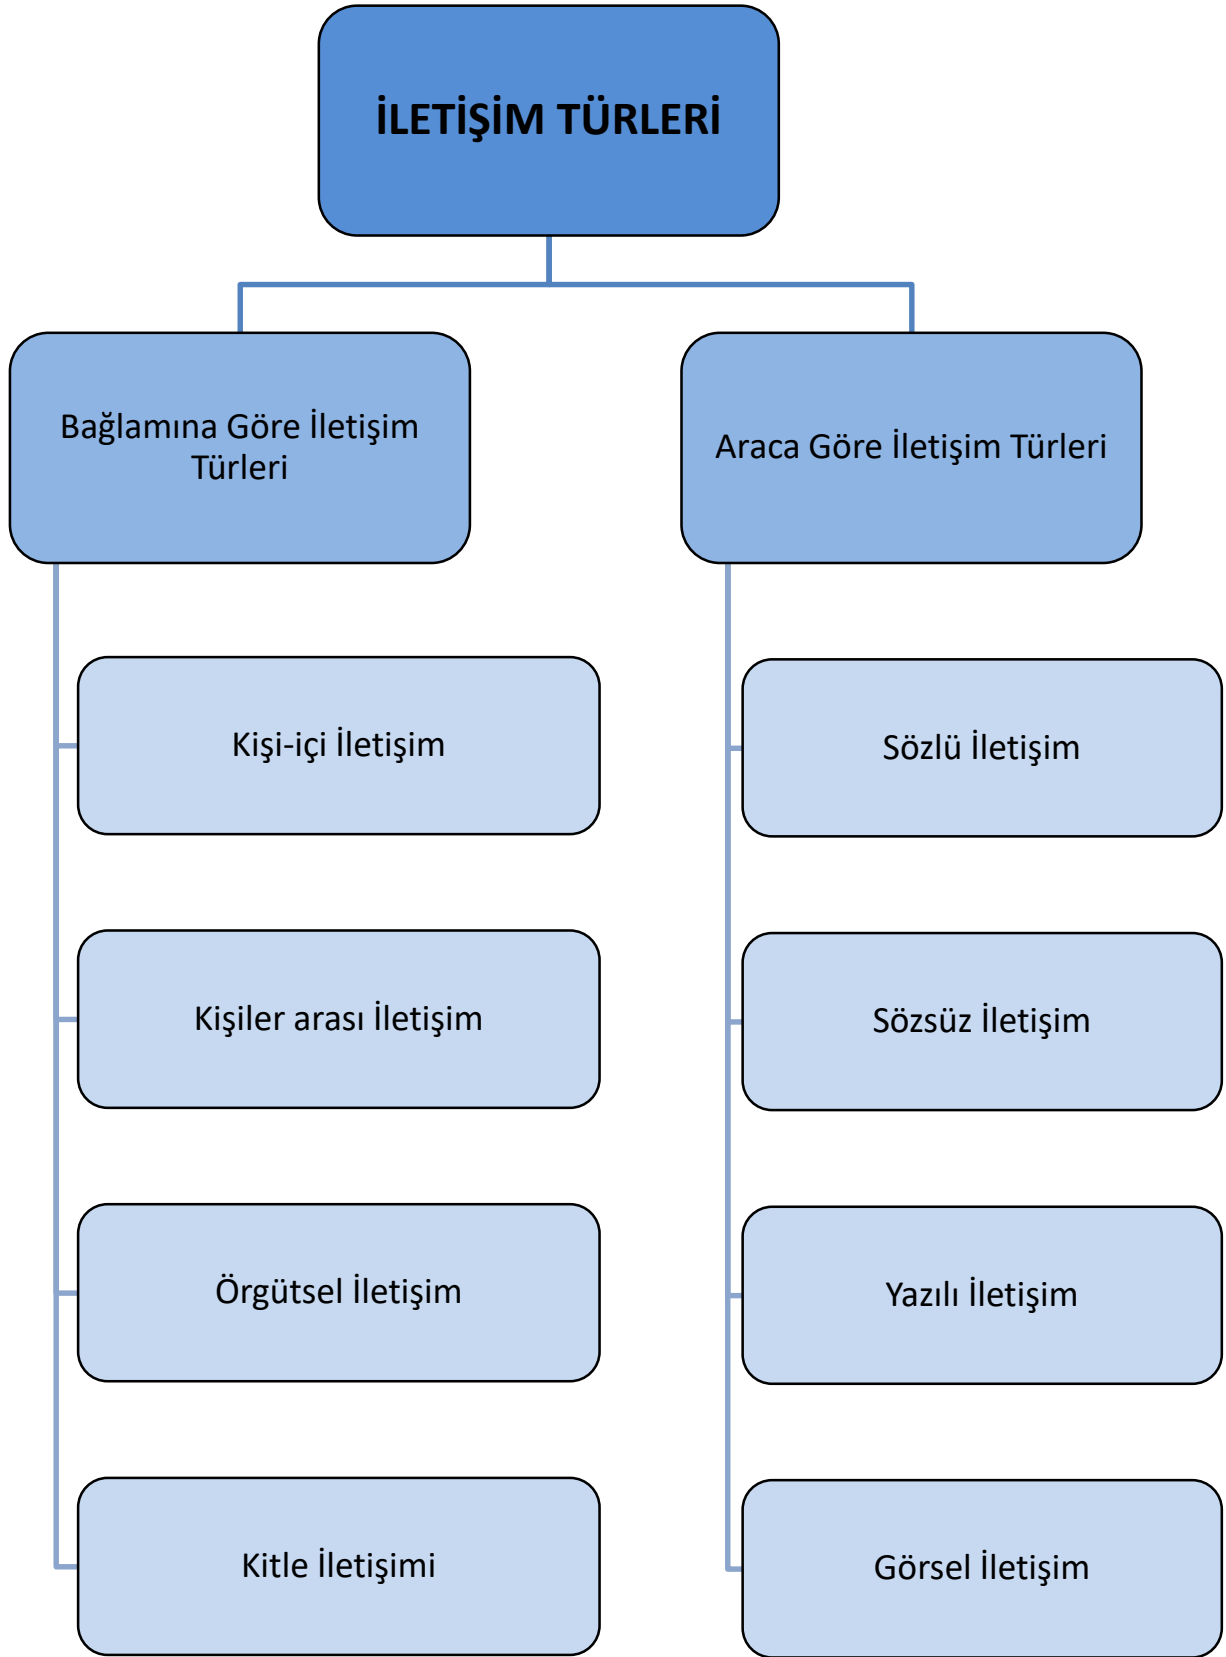 İLETİŞİM TÜRLERİ
Bağlamına Göre İletişim
Türleri
Kişi-içi İletişim
Kişiler arası İletişim
Örgütsel İletişim
Kitle İletişimi
Araca Göre İletişim Türleri
Sözlü İletişim
Sözsüz İletişim
Yazılı İletişim
Görsel İletişim